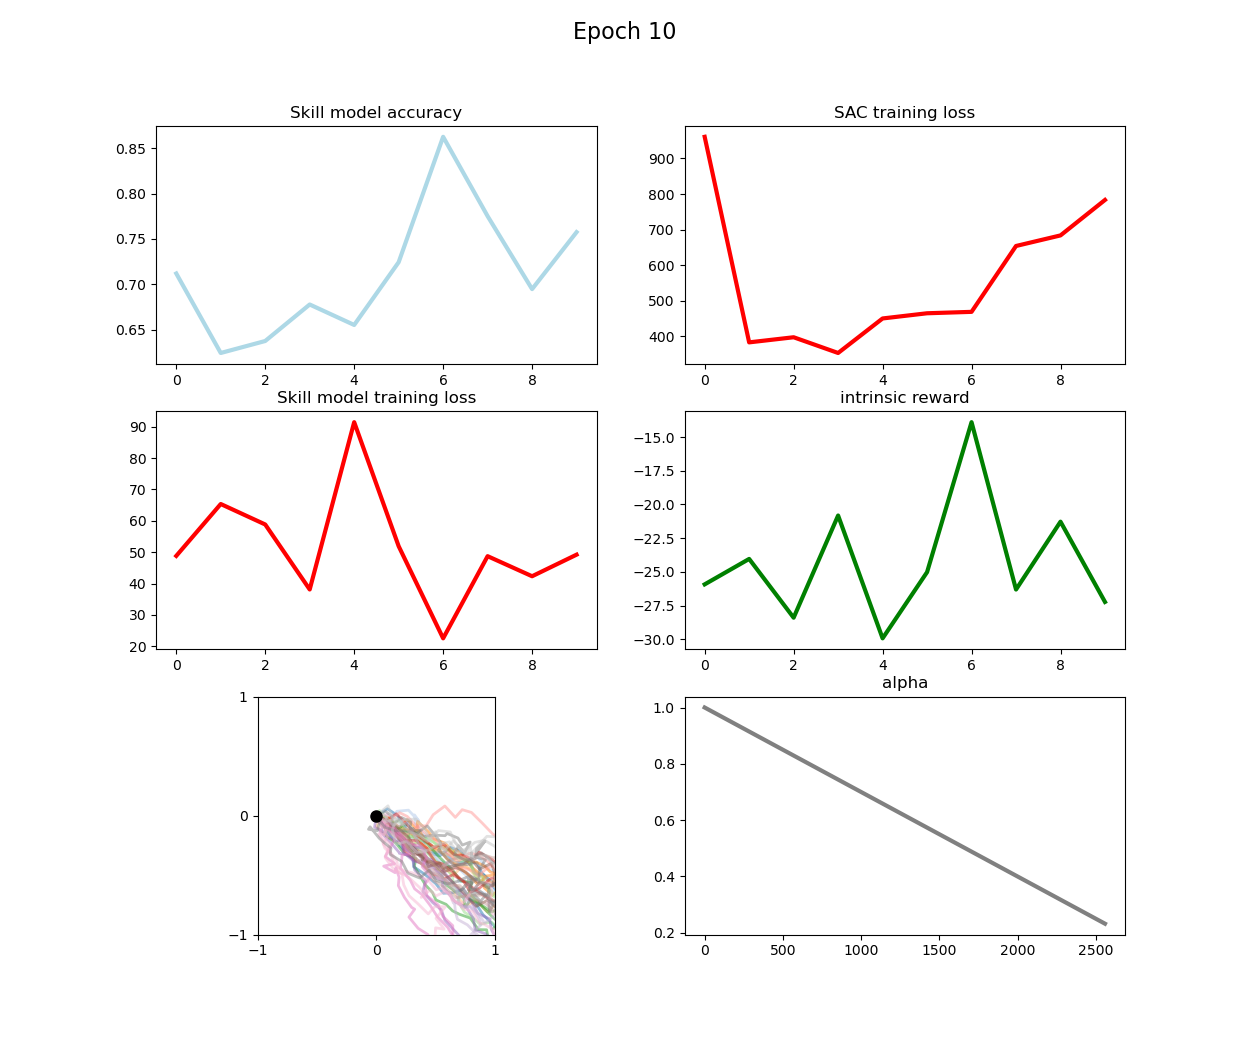 Epoch 10
Skill model accuracy
0.85
0.80
0.75
0.70
0.65
0 2 4 6 8
SAC training loss
900
800
700
600
500
400
0 2 4 6 8
Skill model training loss
90
80
70
60
50
40
30
20
0 2 4 6 8
intrinsic reward
−15.0
−17.5
−20.0
−22.5
−25.0
−27.5
−30.0
0 2 4 6 8
1
0
−1
−1 0 1
alpha
1.0
0.8
0.6
0.4
0.2
0 500 1000 1500 2000 2500